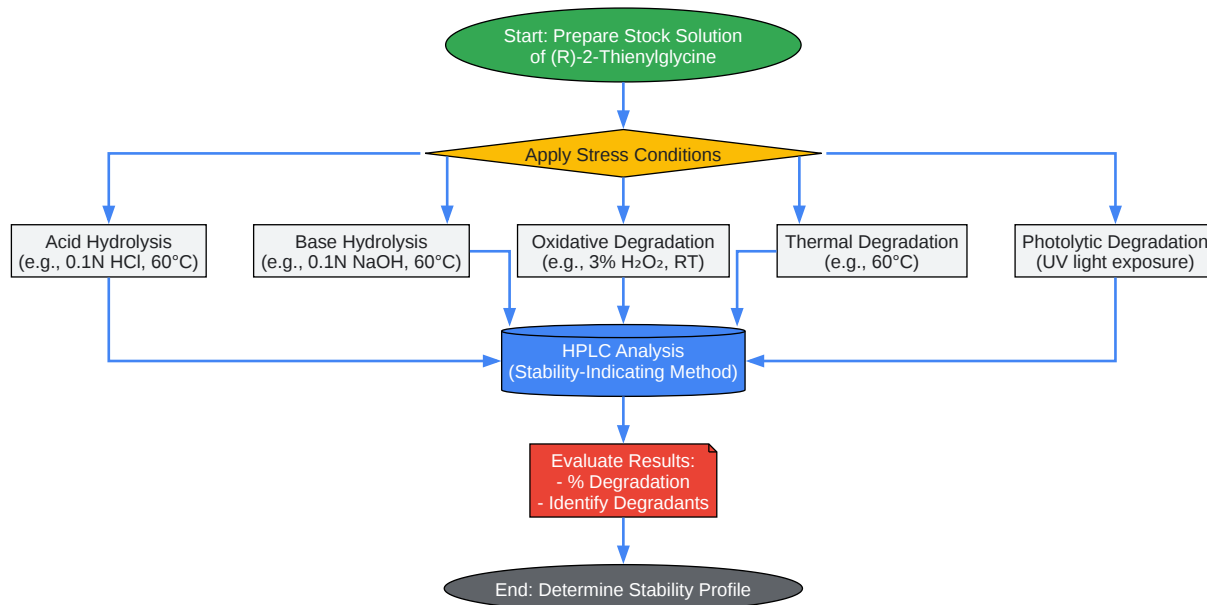 Start: Prepare Stock Solution
of (R)-2-Thienylglycine
Apply Stress Conditions
Acid Hydrolysis
(e.g., 0.1N HCl, 60°C)
Base Hydrolysis
(e.g., 0.1N NaOH, 60°C)
Oxidative Degradation
(e.g., 3% H₂O₂, RT)
Thermal Degradation
(e.g., 60°C)
Photolytic Degradation
(UV light exposure)
HPLC Analysis
(Stability-Indicating Method)
Evaluate Results:
- % Degradation
- Identify Degradants
End: Determine Stability Profile